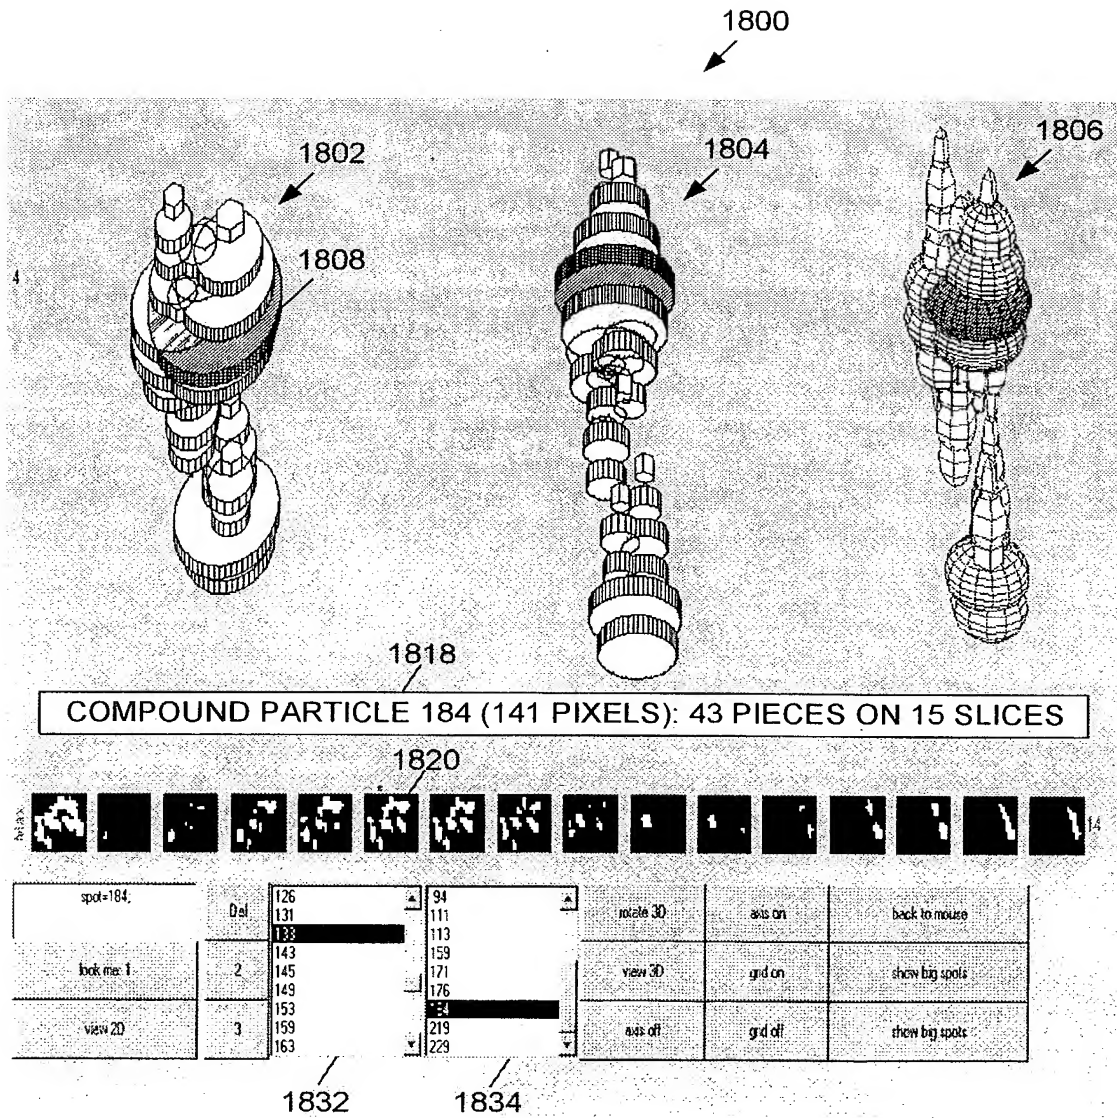 1800
1802
1804
1806
1808
4
1818
COMPOUND PARTICLE 184 (141 PIXELS): 43 PIECES ON 15 SLICES
1820
14
spot=184;
Del
126
131
133
143
145
149
153
159
163
94
111
113
159
171
176
184
219
229
rotate 3D
axis on
back to mouse
look me: 1
2
view 3D
grid on
show big spots
view 2D
3
axis off
grid off
show big spots
1832
1834